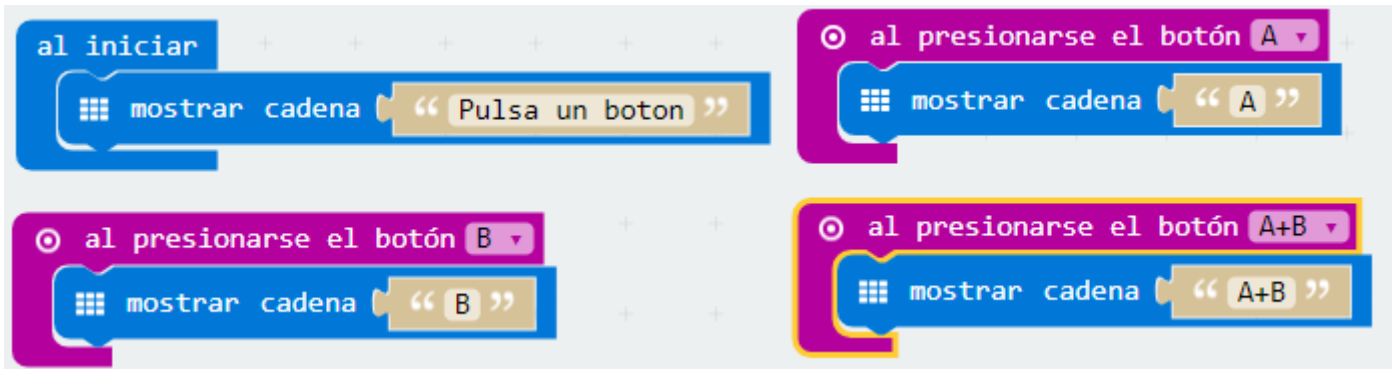 al iniciar
mostrar cadena “ Pulsa un boton ”
al presionarse el botón A
mostrar cadena “ A ”
al presionarse el botón B
mostrar cadena “ B ”
al presionarse el botón A+B
mostrar cadena “ A+B ”